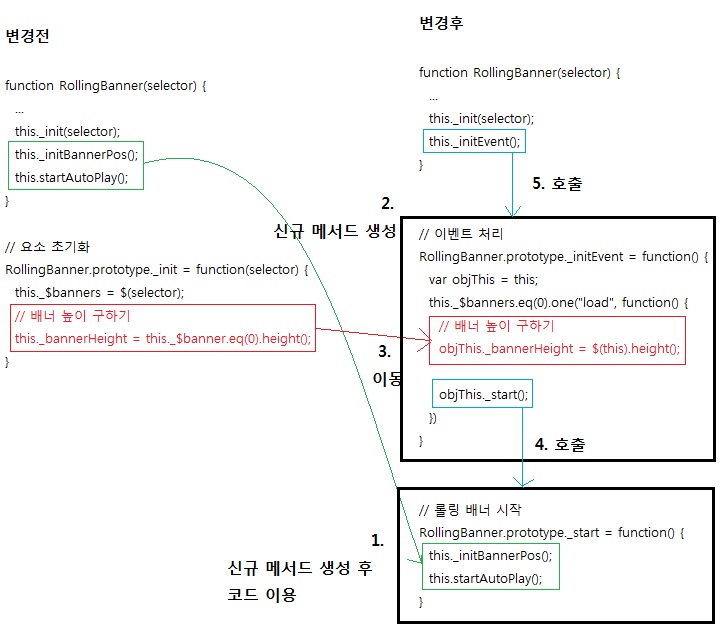 변경전
function RollingBanner(selector) {
...
this._init(selector);
this._initBannerPos();
this.startAutoPlay();
}
// 요소 초기화
RollingBanner.prototype._init = function(selector) {
this._$banners = $(selector);
// 배너 높이 구하기
this._bannerHeight = this._$banner.eq(0).height();
}
변경후
function RollingBanner(selector) {
...
this._init(selector);
this._initEvent();
}
5. 호출
2.
신규 메서드 생성
// 이벤트 처리
RollingBanner.prototype._initEvent = function() {
var objThis = this;
this._$banners.eq(0).one("load", function() {
// 배너 높이 구하기
objThis._bannerHeight = $(this).height();
3.
이동
objThis._start();
})
}
4. 호출
1.
신규 메서드 생성 후
코드 이용
// 롤링 배너 시작
RollingBanner.prototype._start = function() {
this._initBannerPos();
this.startAutoPlay();
}